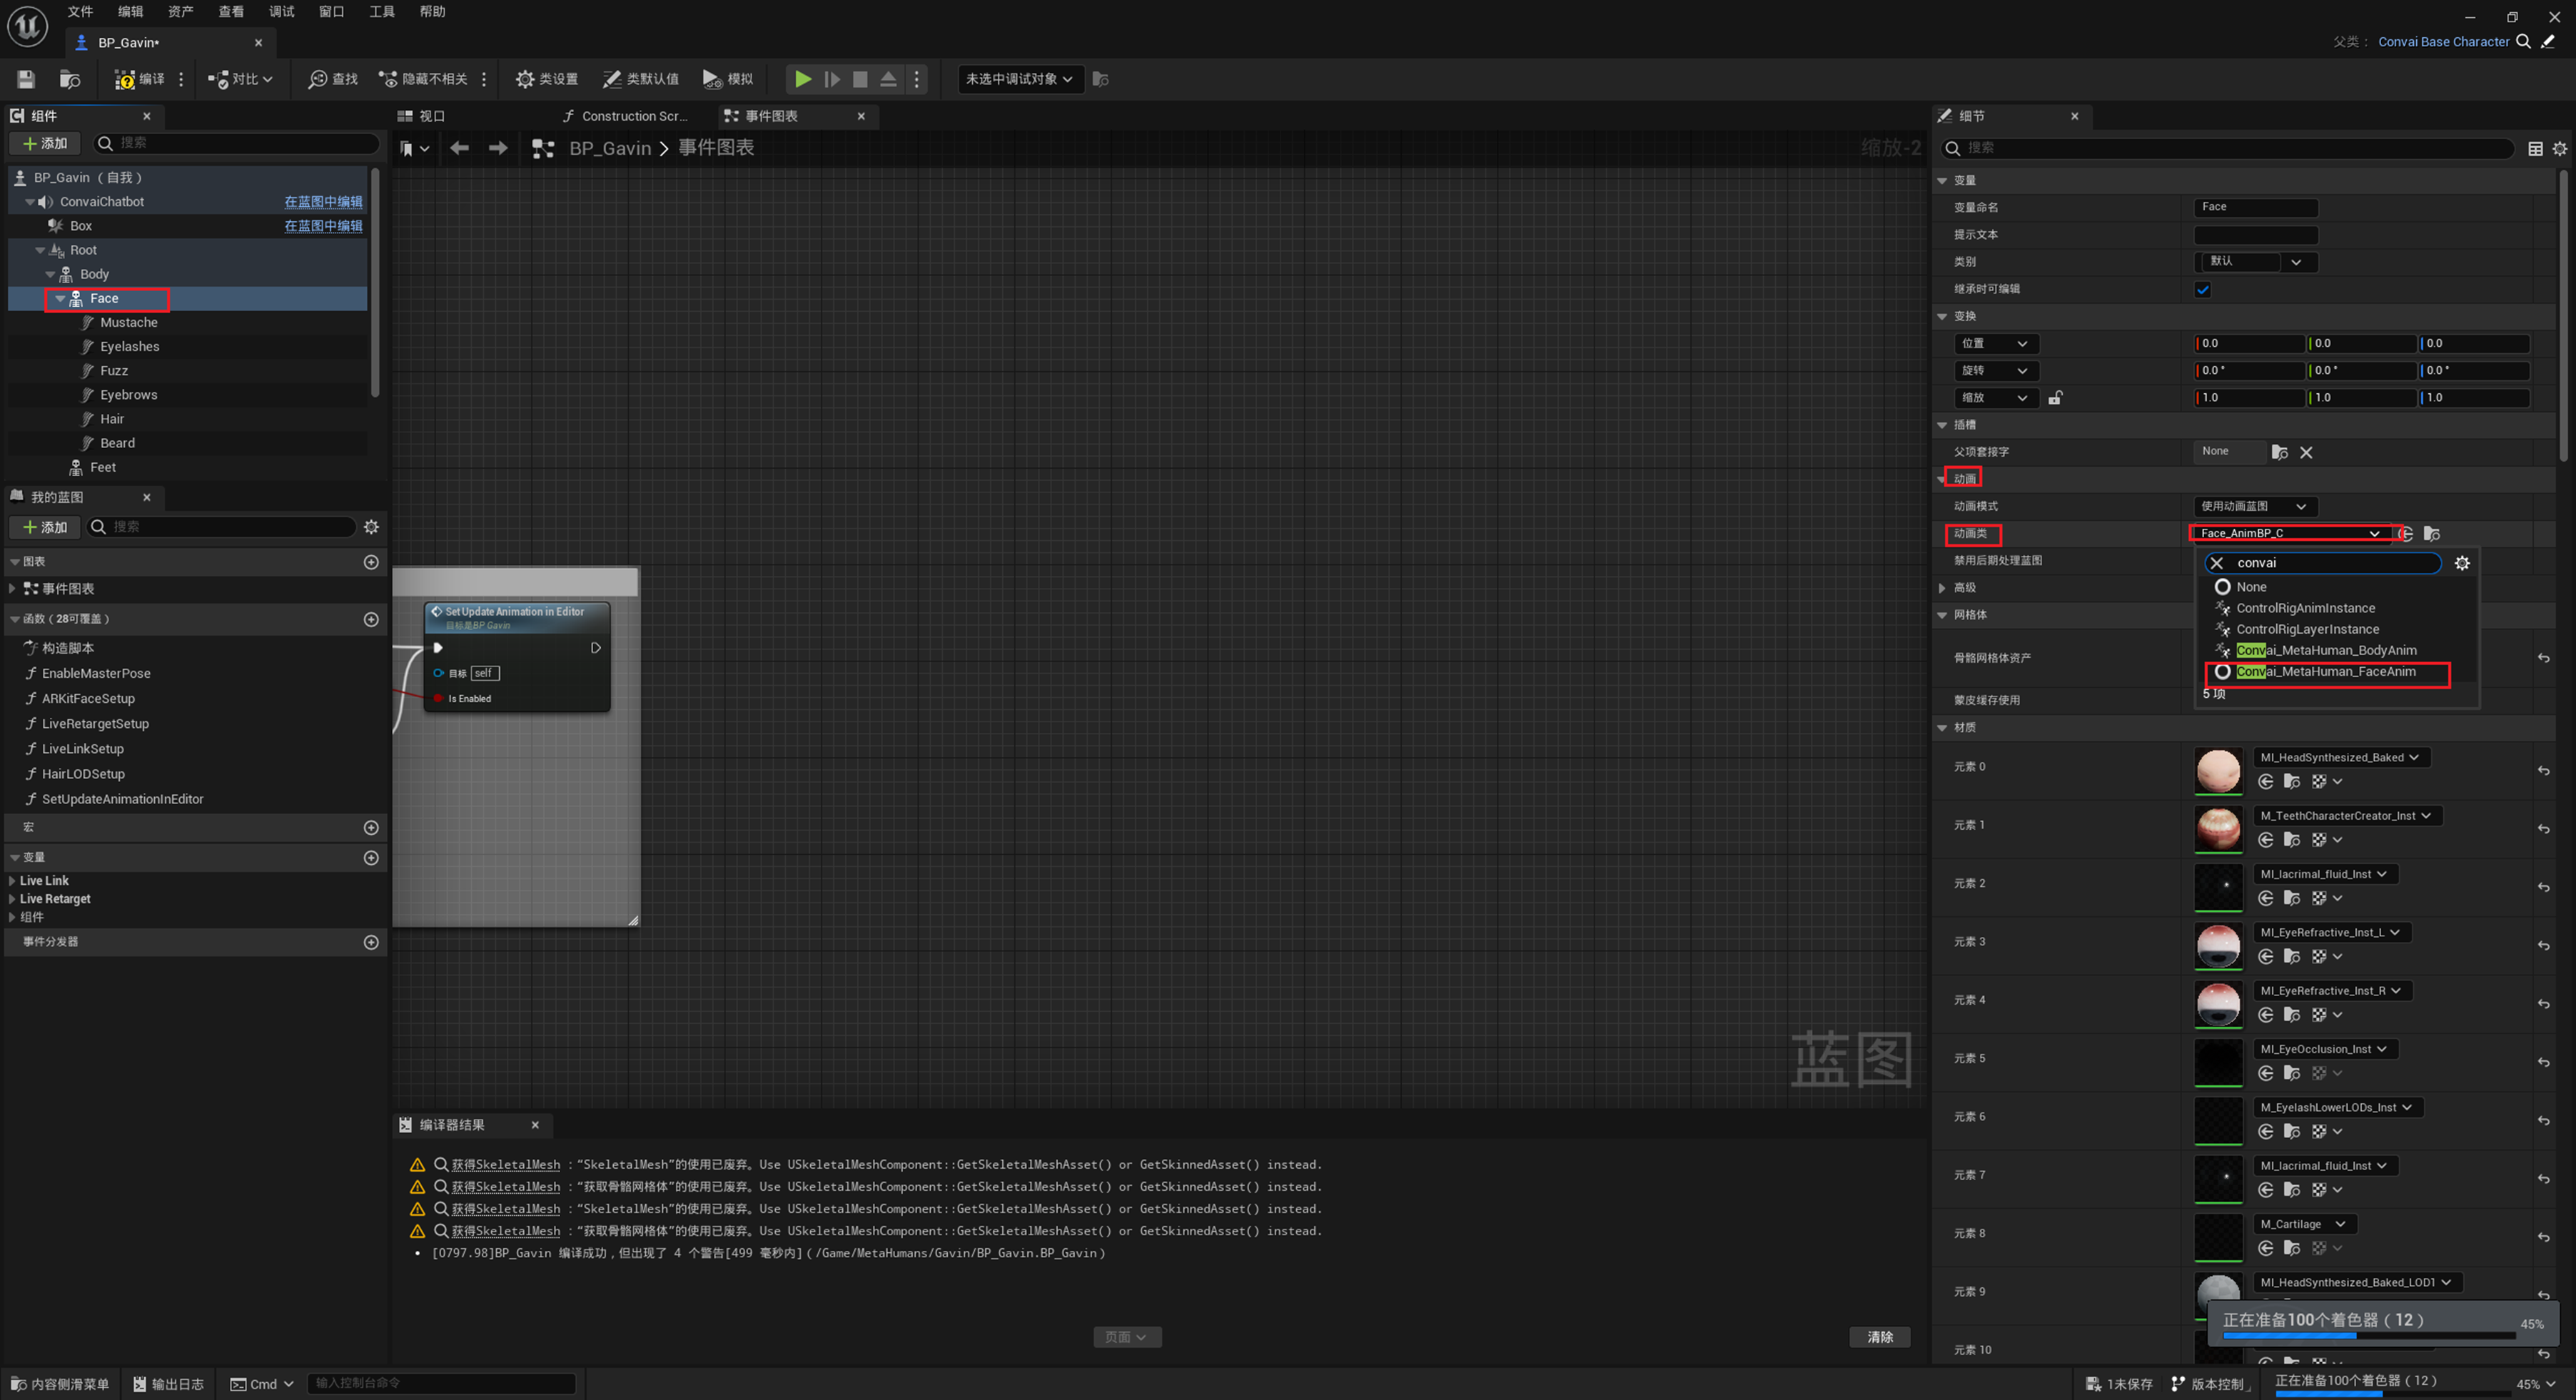 文件 编辑 资产 查看 调试 窗口 工具 帮助
BP_Gavin*
父类： Convai Base Character
编译 对比 查找 隐藏不相关 类设置 类默认值 模拟 未选中调试对象
组件
添加 搜索
BP_Gavin （自我）
ConvaiChatbot 在蓝图中编辑
Box 在蓝图中编辑
Root
Body
Face
Mustache
Eyelashes
Fuzz
Eyebrows
Hair
Beard
Feet
我的蓝图
添加 搜索
图表
事件图表
函数（28可覆盖）
构造脚本
EnableMasterPose
ARKitFaceSetup
LiveRetargetSetup
LiveLinkSetup
HairLODSetup
SetUpdateAnimationInEditor
宏
变量
Live Link
Live Retarget
组件
事件分发器
视口 Construction Scr... 事件图表
BP_Gavin > 事件图表 缩放-2
Set Update Animation in Editor
目标是BP Gavin
目标 self
Is Enabled
蓝图
编译器结果
获得SkeletalMesh ：“SkeletalMesh”的使用已废弃。Use USkeletalMeshComponent::GetSkeletalMeshAsset() or GetSkinnedAsset() instead.
获得SkeletalMesh ：“获取骨骼网格体”的使用已废弃。Use USkeletalMeshComponent::GetSkeletalMeshAsset() or GetSkinnedAsset() instead.
获得SkeletalMesh ：“SkeletalMesh”的使用已废弃。Use USkeletalMeshComponent::GetSkeletalMeshAsset() or GetSkinnedAsset() instead.
获得SkeletalMesh ：“获取骨骼网格体”的使用已废弃。Use USkeletalMeshComponent::GetSkeletalMeshAsset() or GetSkinnedAsset() instead.
[0797.98]BP_Gavin 编译成功，但出现了 4 个警告[499 毫秒内]（/Game/MetaHumans/Gavin/BP_Gavin.BP_Gavin）
页面 清除
细节
搜索
变量
变量命名 Face
提示文本
类别 默认
继承时可编辑
变换
位置 0.0 0.0 0.0
旋转 0.0 ° 0.0 ° 0.0 °
缩放 1.0 1.0 1.0
插槽
父项套接字 None
动画
动画模式 使用动画蓝图
动画类 Face_AnimBP_C
禁用后期处理蓝图
高级
网格体
骨骼网格体资产
蒙皮缓存使用
convai
None
ControlRigAnimInstance
ControlRigLayerInstance
Convai_MetaHuman_BodyAnim
Convai_MetaHuman_FaceAnim
5 项
材质
元素 0 MI_HeadSynthesized_Baked
元素 1 M_TeethCharacterCreator_Inst
元素 2 MI_lacrimal_fluid_Inst
元素 3 MI_EyeRefractive_Inst_L
元素 4 MI_EyeRefractive_Inst_R
元素 5 MI_EyeOcclusion_Inst
元素 6 M_EyelashLowerLODs_Inst
元素 7 MI_lacrimal_fluid_Inst
元素 8 M_Cartilage
元素 9 MI_HeadSynthesized_Baked_LOD1
元素 10
正在准备100个着色器（12） 45%
内容侧滑菜单 输出日志 Cmd 输入控制台命令 1未保存 版本控制 正在准备100个着色器（12） 45%